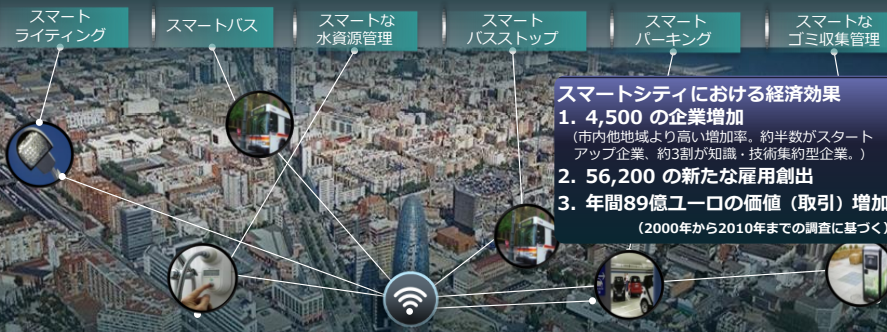 スマート
ライティング
スマートバス
スマートな
水資源管理
スマート
バスストップ
スマート
パーキング
スマートな
ゴミ収集管理
スマートシティにおける経済効果
1. 4,500 の企業増加
（市内他地域より高い増加率。約半数がスタート
アップ企業、約3割が知識・技術集約型企業。）
2. 56,200 の新たな雇用創出
3. 年間89億ユーロの価値（取引）増加
（2000年から2010年までの調査に基づく）